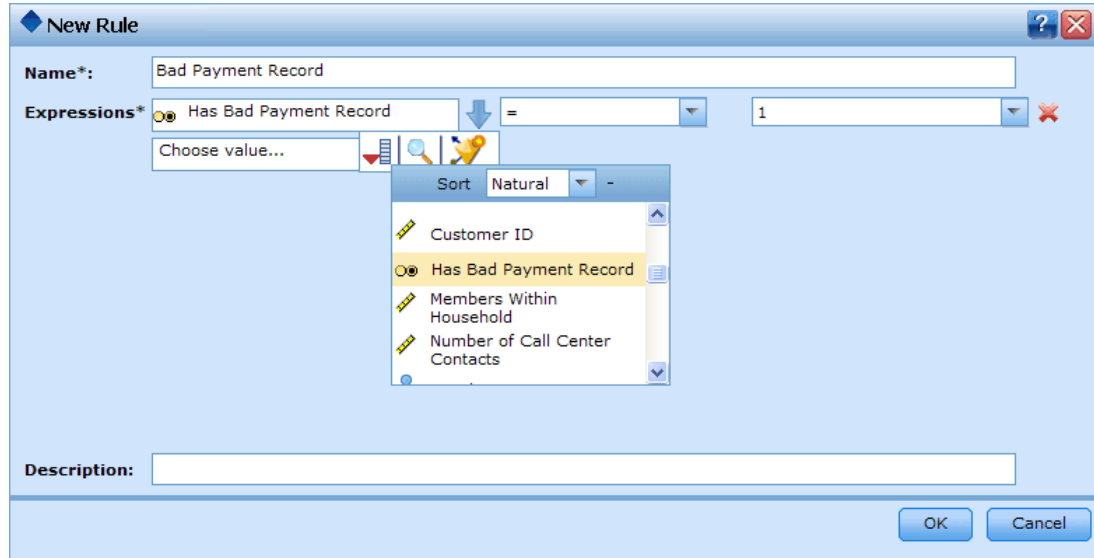 New Rule
?
Name*:
Bad Payment Record
Expressions*
Has Bad Payment Record
=
1
Choose value...
Sort
Natural
-
Customer ID
Has Bad Payment Record
Members Within
Household
Number of Call Center
Contacts
Description:
OK
Cancel